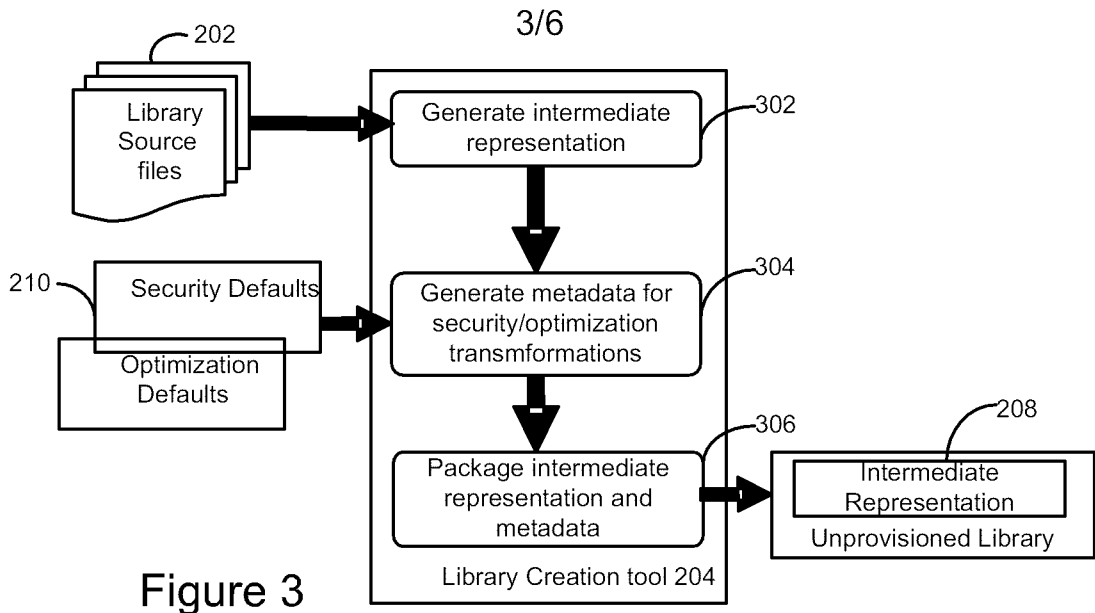 3/6
202
Library
Source
files
Generate intermediate
representation
302
210
Security Defaults
Optimization
Defaults
Generate metadata for
security/optimization
transmformations
304
Package intermediate
representation and
metadata
306
208
Intermediate
Representation
Unprovisioned Library
Library Creation tool 204
Figure 3